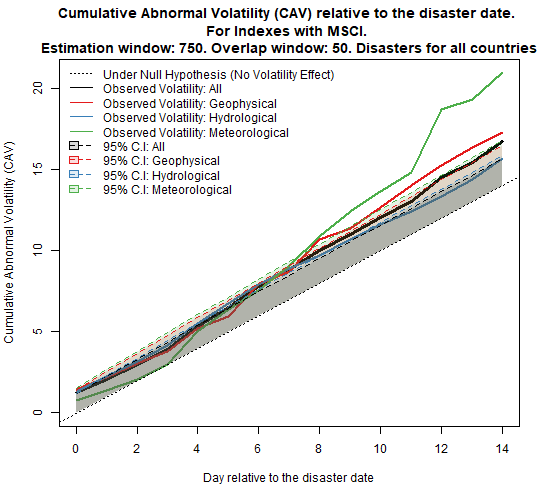 Cumulative Abnormal Volatility (CAV) relative to the disaster date.
For Indexes with MSCI.
Estimation window: 750. Overlap window: 50. Disasters for all countries
Under Null Hypothesis (No Volatility Effect)
Observed Volatility: All
Observed Volatility: Geophysical
Observed Volatility: Hydrological
Observed Volatility: Meteorological
95% C.I: All
95% C.I: Geophysical
95% C.I: Hydrological
95% C.I: Meteorological
Cumulative Abnormal Volatility (CAV)
20
15
10
5
0
0 2 4 6 8 10 12 14
Day relative to the disaster date